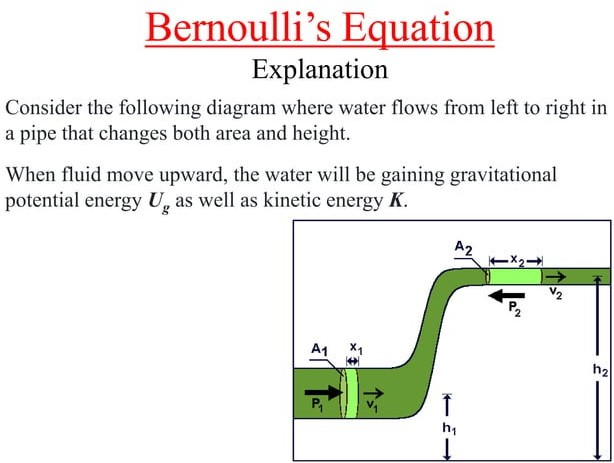 Bernoulli's Equation
Explanation
Consider the following diagram where water flows from left to right in
a pipe that changes both area and height.
When fluid move upward, the water will be gaining gravitational
potential energy Ug as well as kinetic energy K.
A2
x2
v2
P2
A1 x1
h2
P1 v1
h1